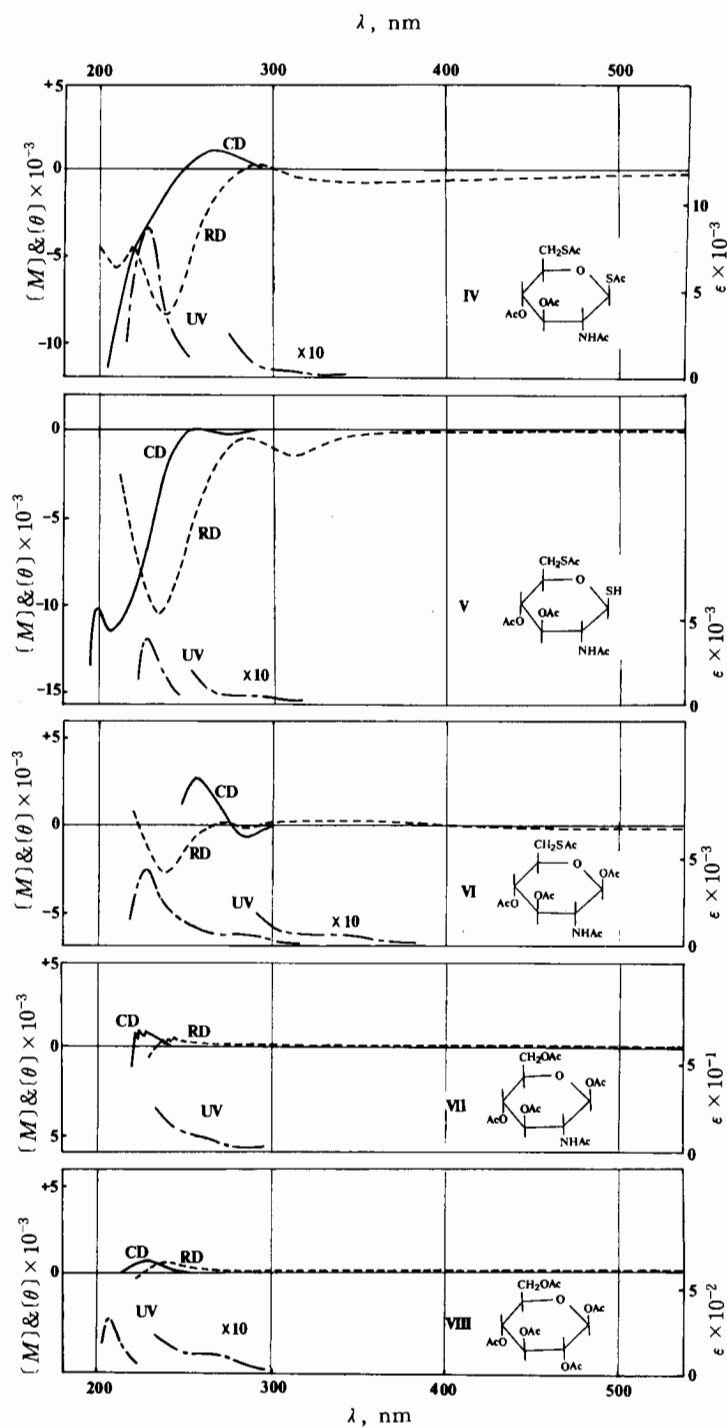 λ, nm
200 300 400 500
+5
0
−5
−10
[M]&[θ]×10⁻³
CD
RD
UV
×10
IV
CH₂SAc
O
SAc
OAc
AcO
NHAc
10
5
0
ε×10⁻³
0
−5
−10
−15
[M]&[θ]×10⁻³
CD
RD
UV
×10
V
CH₂SAc
O
SH
OAc
AcO
NHAc
5
0
ε×10⁻³
+5
0
−5
[M]&[θ]×10⁻³
CD
RD
UV
×10
VI
CH₂SAc
O
OAc
OAc
AcO
NHAc
5
0
ε×10⁻³
+5
0
5
[M]&[θ]×10⁻³
CD
RD
UV
VII
CH₂OAc
O
OAc
OAc
AcO
NHAc
5
0
ε×10⁻¹
+5
0
[M]&[θ]×10⁻³
CD
RD
UV
×10
VIII
CH₂OAc
O
OAc
OAc
AcO
OAc
5
0
ε×10⁻²
200 300 400 500
λ, nm